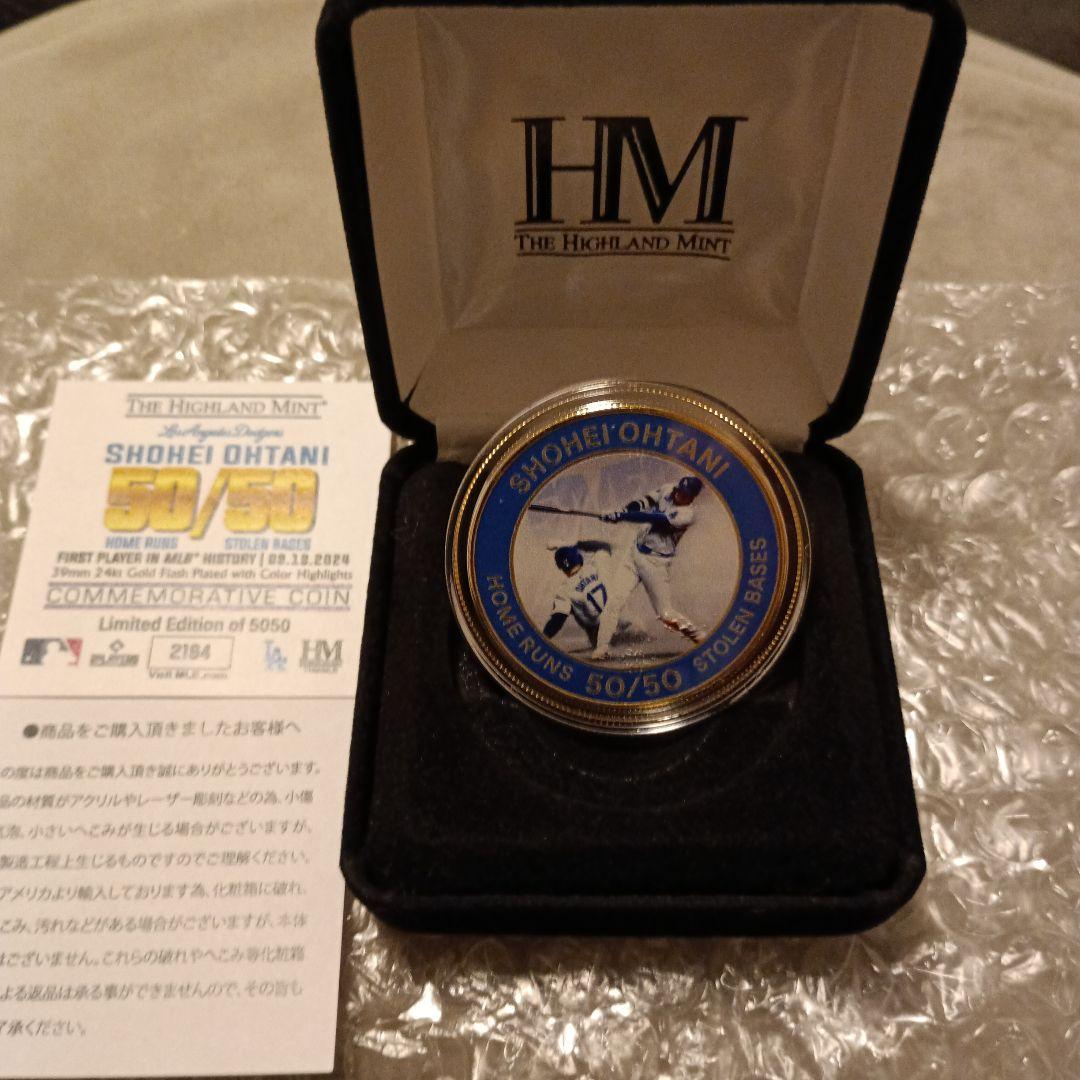 HM
THE HIGHLAND MINT
THE HIGHLAND MINT®
Los Angeles Dodgers
SHOHEI OHTANI
50/50
HOME RUNS STOLEN BASES
FIRST PLAYER IN MLB™ HISTORY | 09.19.2024
39mm 24kt Gold Flash Plated with Color Highlights
COMMEMORATIVE COIN
Limited Edition of 5050
2194
HM
Visit MLB.com
SHOHEI OHTANI
OHTANI
17
HOME RUNS 50/50 STOLEN BASES
●商品をご購入頂きましたお客様へ
の度は商品をご購入頂き誠にありがとうございます。
品の材質がアクリルやレーザー彫刻などの為、小傷
気泡、小さいへこみが生じる場合がございますが、
製造工程上生じるものですのでご理解ください。
アメリカより輸入しております為、化粧箱に破れ、
こみ、汚れなどがある場合がございますが、本体
はございません。これらの破れやへこみ等化粧箱
よる返品は承る事ができませんので、その旨も
了承ください。